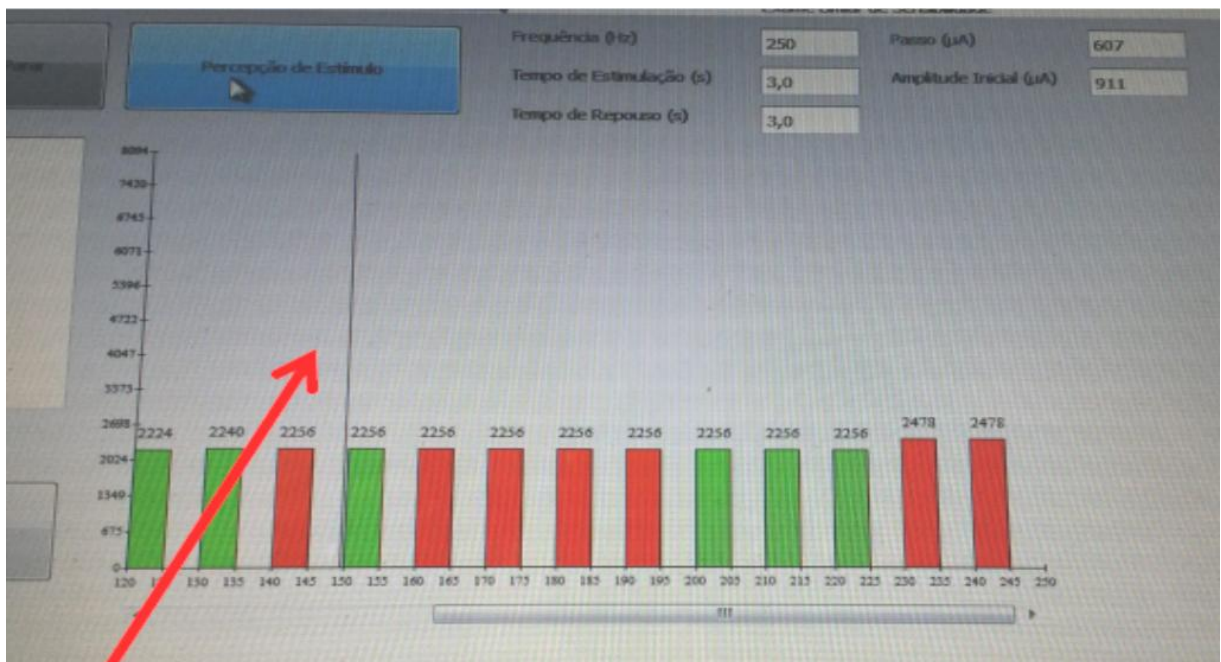 Percepção de Estímulo
Frequência (Hz) 250 Passo (µA) 607
Tempo de Estimulação (s) 3,0 Amplitude Inicial (µA) 911
Tempo de Repouso (s) 3,0
8094
7420
6745
6071
5396
4722
4047
3373
2698
2224 2240 2256 2256 2256 2256 2256 2256 2256 2256 2256 2478 2478
2024
1349
675
0
120 130 135 140 145 150 155 160 165 170 175 180 185 190 195 200 205 210 215 220 225 230 235 240 245 250